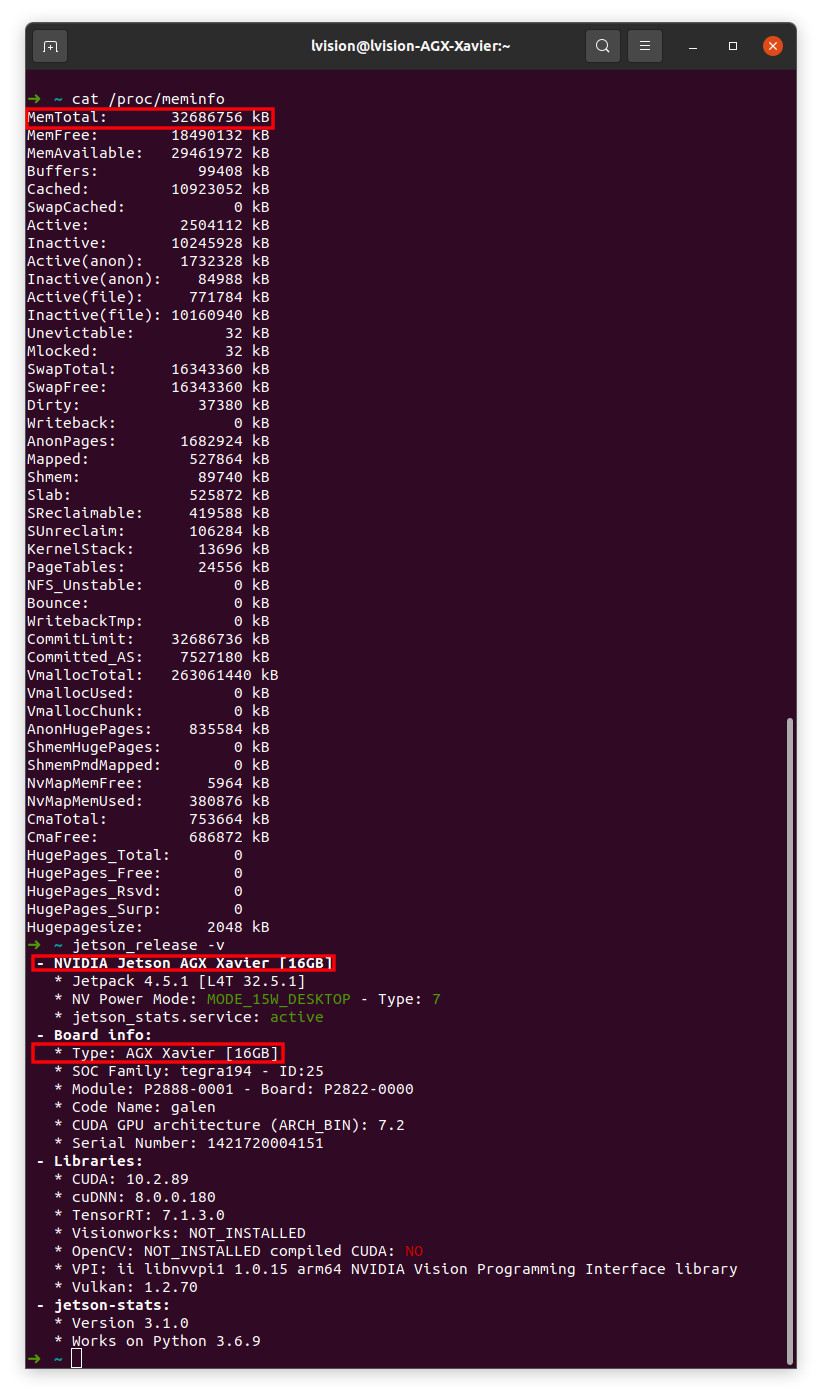 lvision@lvision-AGX-Xavier:~
➜ ~ cat /proc/meminfo
MemTotal:       32686756 kB
MemFree:        18490132 kB
MemAvailable:   29461972 kB
Buffers:           99408 kB
Cached:         10923052 kB
SwapCached:            0 kB
Active:          2504112 kB
Inactive:       10245928 kB
Active(anon):    1732328 kB
Inactive(anon):    84988 kB
Active(file):     771784 kB
Inactive(file): 10160940 kB
Unevictable:          32 kB
Mlocked:              32 kB
SwapTotal:      16343360 kB
SwapFree:       16343360 kB
Dirty:             37380 kB
Writeback:             0 kB
AnonPages:       1682924 kB
Mapped:           527864 kB
Shmem:             89740 kB
Slab:             525872 kB
SReclaimable:     419588 kB
SUnreclaim:       106284 kB
KernelStack:       13696 kB
PageTables:        24556 kB
NFS_Unstable:          0 kB
Bounce:                0 kB
WritebackTmp:          0 kB
CommitLimit:    32686736 kB
Committed_AS:    7527180 kB
VmallocTotal:   263061440 kB
VmallocUsed:           0 kB
VmallocChunk:          0 kB
AnonHugePages:    835584 kB
ShmemHugePages:        0 kB
ShmemPmdMapped:        0 kB
NvMapMemFree:       5964 kB
NvMapMemUsed:     380876 kB
CmaTotal:         753664 kB
CmaFree:          686872 kB
HugePages_Total:       0
HugePages_Free:        0
HugePages_Rsvd:        0
HugePages_Surp:        0
Hugepagesize:       2048 kB
➜ ~ jetson_release -v
 - NVIDIA Jetson AGX Xavier [16GB]
   * Jetpack 4.5.1 [L4T 32.5.1]
   * NV Power Mode: MODE_15W_DESKTOP - Type: 7
   * jetson_stats.service: active
 - Board info:
   * Type: AGX Xavier [16GB]
   * SOC Family: tegra194 - ID:25
   * Module: P2888-0001 - Board: P2822-0000
   * Code Name: galen
   * CUDA GPU architecture (ARCH_BIN): 7.2
   * Serial Number: 1421720004151
 - Libraries:
   * CUDA: 10.2.89
   * cuDNN: 8.0.0.180
   * TensorRT: 7.1.3.0
   * Visionworks: NOT_INSTALLED
   * OpenCV: NOT_INSTALLED compiled CUDA: NO
   * VPI: ii libnvvpi1 1.0.15 arm64 NVIDIA Vision Programming Interface library
   * Vulkan: 1.2.70
 - jetson-stats:
   * Version 3.1.0
   * Works on Python 3.6.9
➜ ~